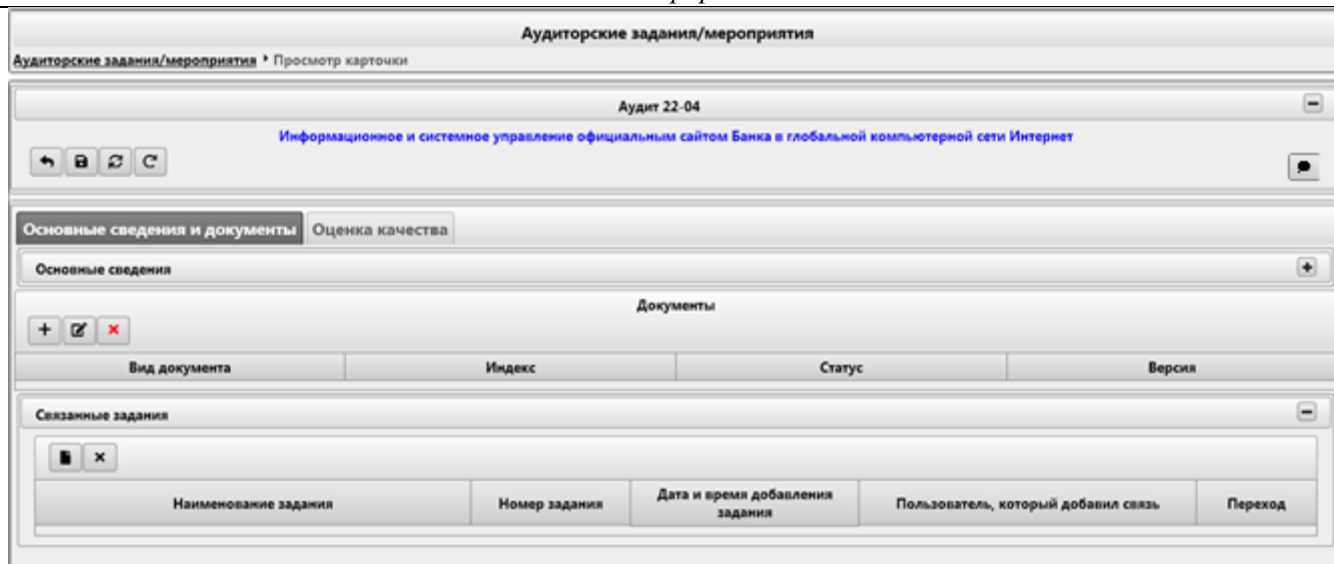 Аудиторские задания/мероприятия
Аудиторские задания/мероприятия Просмотр карточки
Аудит 22-04
Информационное и системное управление официальным сайтом Банка в глобальной компьютерной сети Интернет
Основные сведения и документы Оценка качества
Основные сведения
Документы
Вид документа Индекс Статус Версия
Связанные задания
Наименование задания Номер задания Дата и время добавления задания Пользователь, который добавил связь Переход